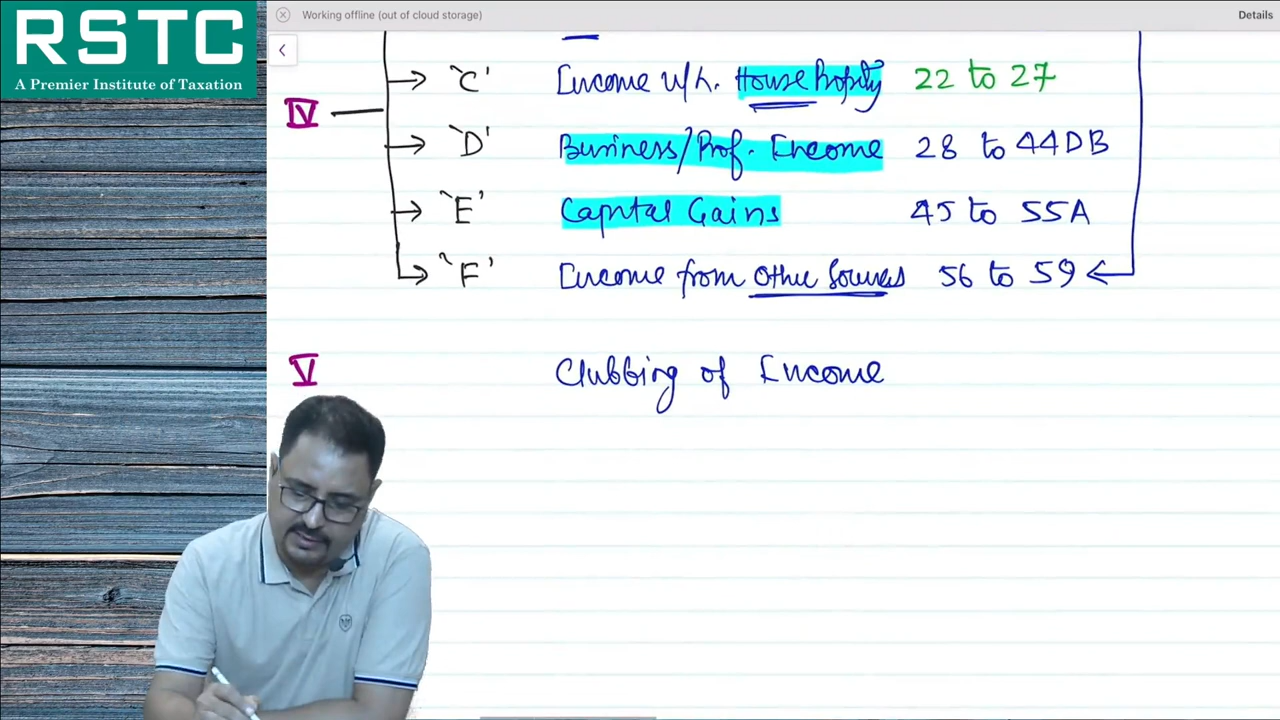 RSTC
A Premier Institute of Taxation
Working offline (out of cloud storage)
Details
IV
`C' Income u/h. House Property 22 to 27
`D' Business/Prof. Income 28 to 44DB
`E' Capital Gains 45 to 55A
`F' Income from Other Sources 56 to 59
V Clubbing of Income